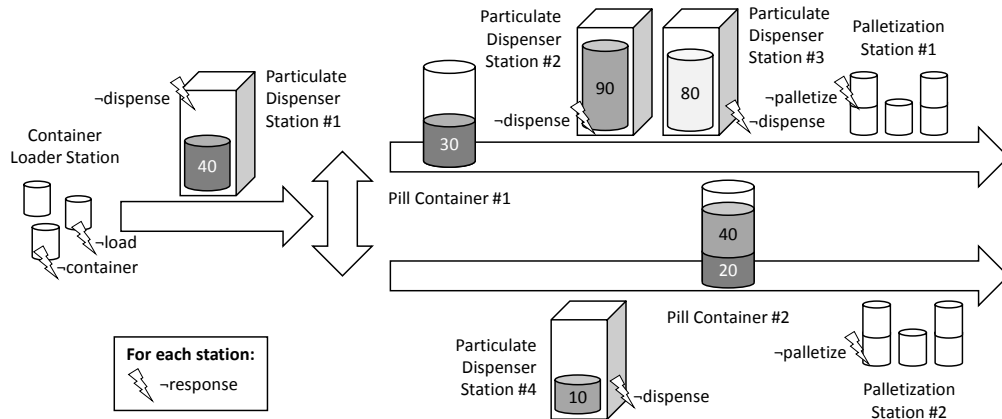 Particulate
Dispenser
Station #2
Particulate
Dispenser
Station #3
Palletization
Station #1
¬dispense
Particulate
Dispenser
Station #1
90
80
¬dispense
¬palletize
¬dispense
Container
Loader Station
40
30
Pill Container #1
¬load
¬container
40
20
Pill Container #2
For each station:
¬response
Particulate
Dispenser
Station #4
10
¬dispense
¬palletize
Palletization
Station #2